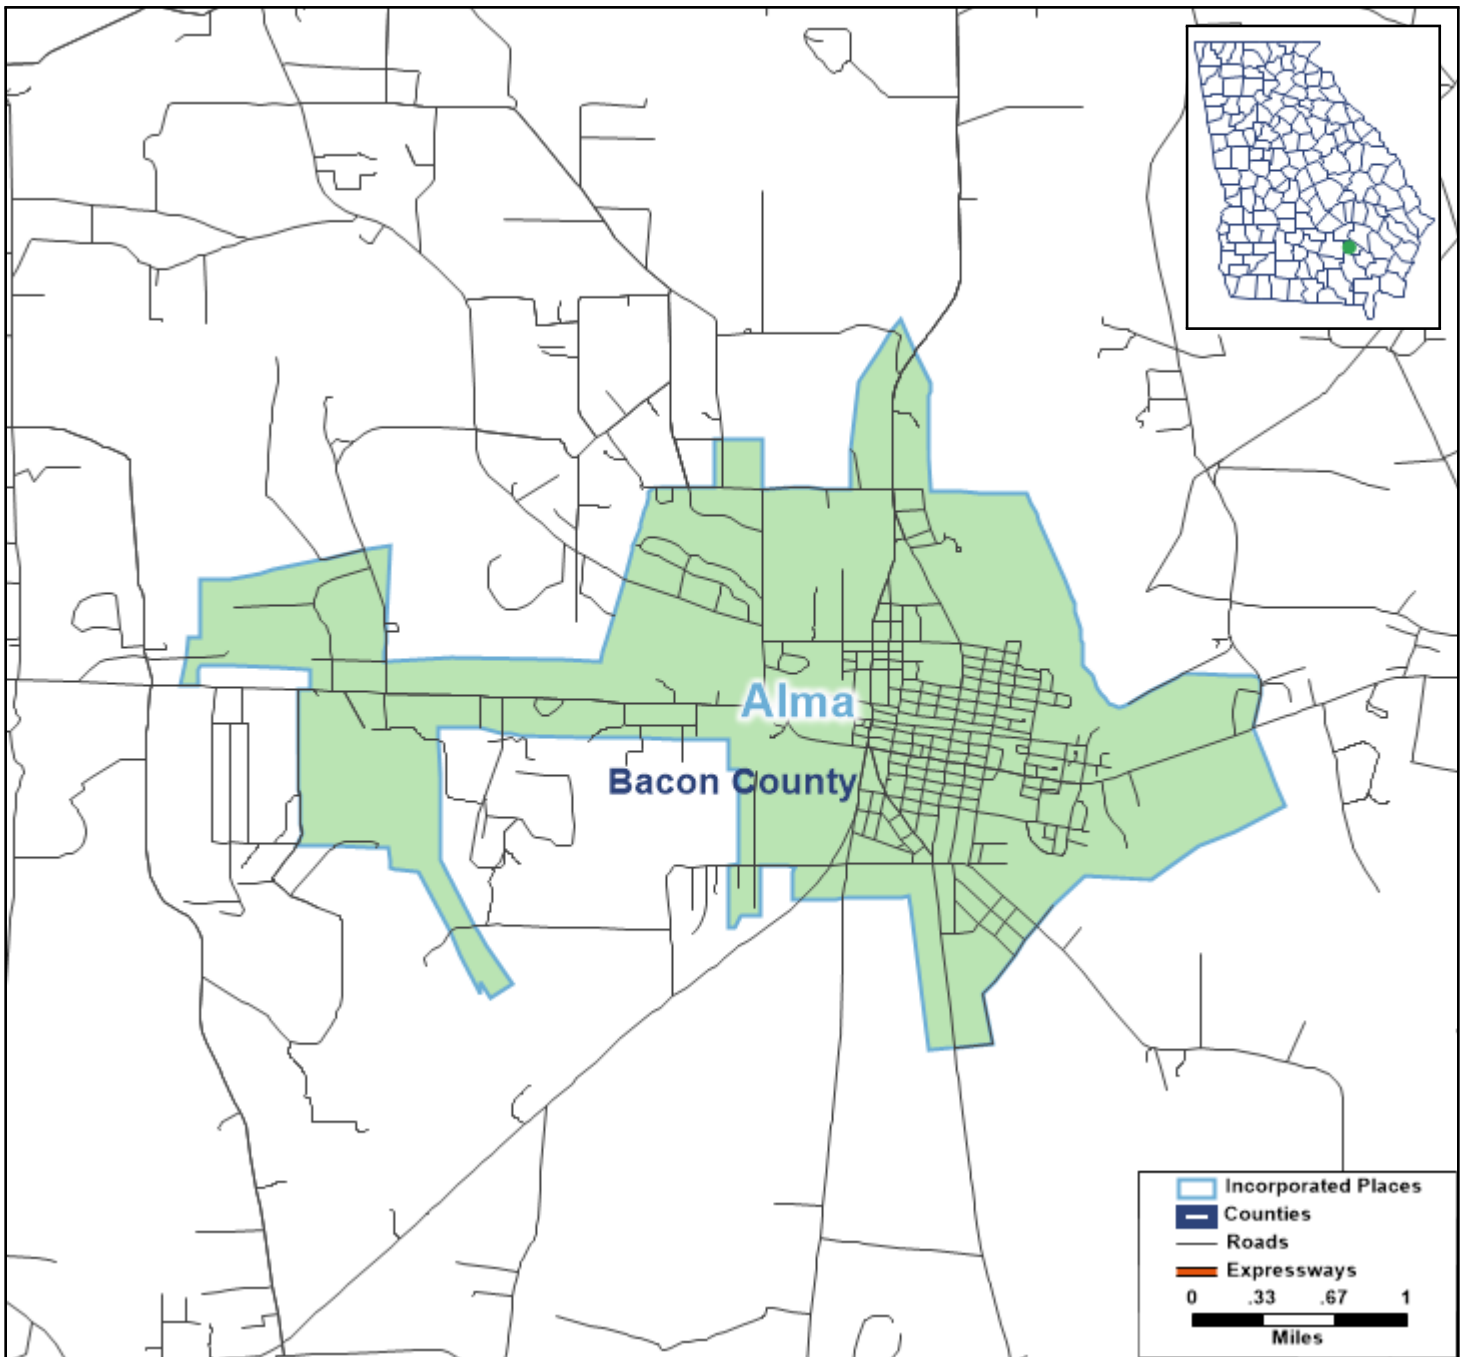 Alma
Bacon County
Incorporated Places
Counties
Roads
Expressways
0 .33 .67 1
Miles